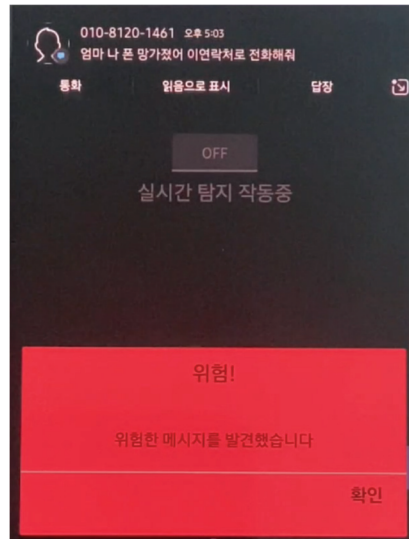 010-8120-1461 오후 5:03
엄마 나 폰 망가졌어 이연락처로 전화해줘
통화 읽음으로 표시 답장
OFF
실시간 탐지 작동중
위험!
위험한 메시지를 발견했습니다
확인